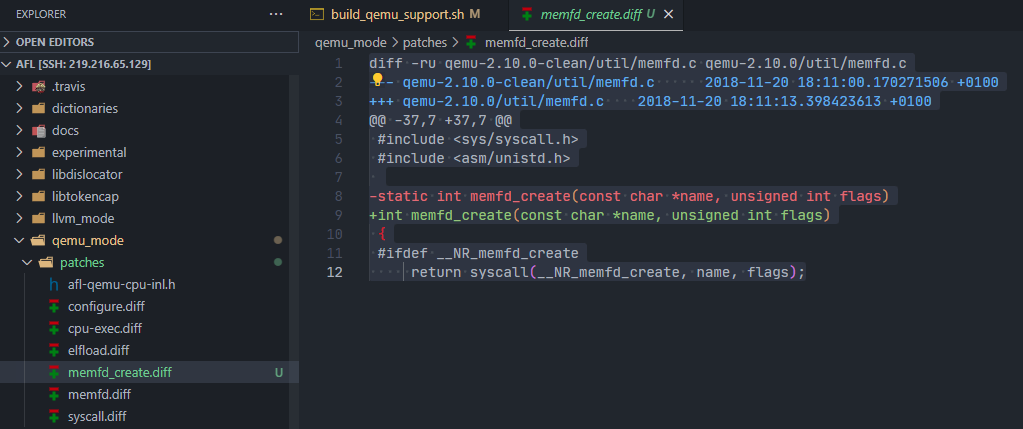 EXPLORER
OPEN EDITORS
AFL [SSH: 219.216.65.129]
.travis
dictionaries
docs
experimental
libdislocator
libtokencap
llvm_mode
qemu_mode
patches
h afl-qemu-cpu-inl.h
configure.diff
cpu-exec.diff
elfload.diff
memfd_create.diff U
memfd.diff
syscall.diff
build_qemu_support.sh M
memfd_create.diff U
qemu_mode > patches > memfd_create.diff
1 diff -ru qemu-2.10.0-clean/util/memfd.c qemu-2.10.0/util/memfd.c
2 --- qemu-2.10.0-clean/util/memfd.c 2018-11-20 18:11:00.170271506 +0100
3 +++ qemu-2.10.0/util/memfd.c 2018-11-20 18:11:13.398423613 +0100
4 @@ -37,7 +37,7 @@
5 #include <sys/syscall.h>
6 #include <asm/unistd.h>
7
8 -static int memfd_create(const char *name, unsigned int flags)
9 +int memfd_create(const char *name, unsigned int flags)
10 {
11 #ifdef __NR_memfd_create
12 return syscall(__NR_memfd_create, name, flags);